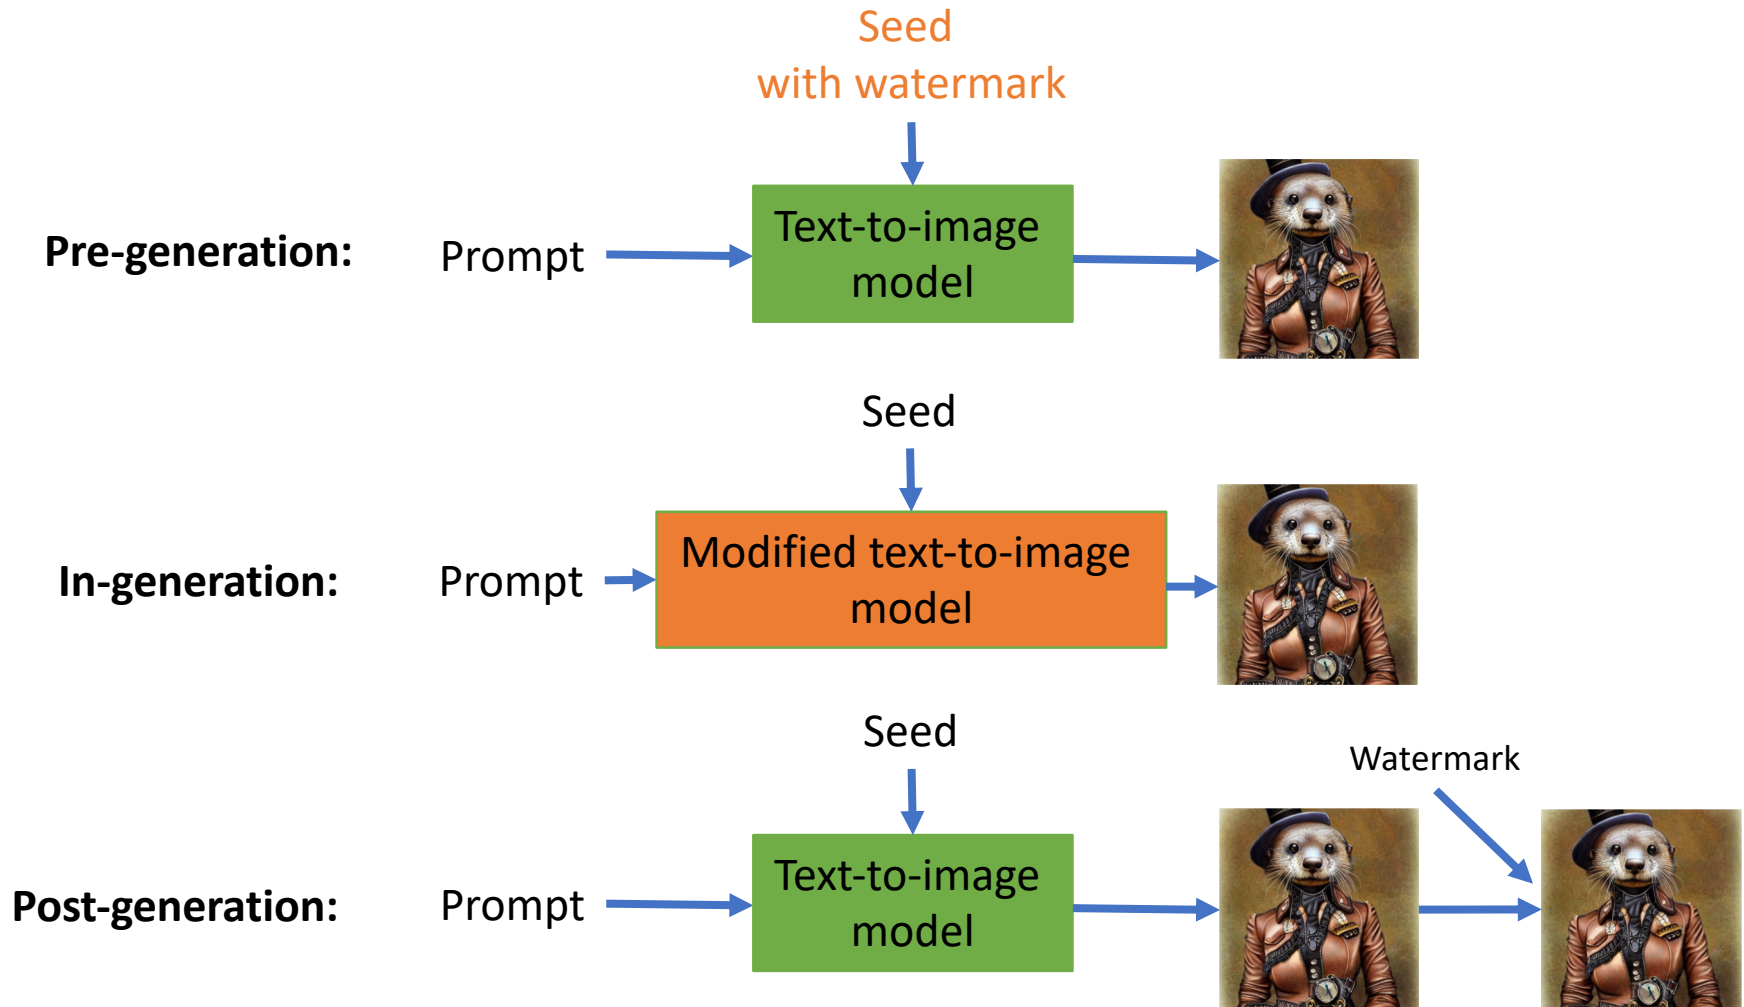 Seed
with watermark
Pre-generation:
Prompt
Text-to-image
model
Seed
In-generation:
Prompt
Modified text-to-image
model
Seed
Watermark
Post-generation:
Prompt
Text-to-image
model